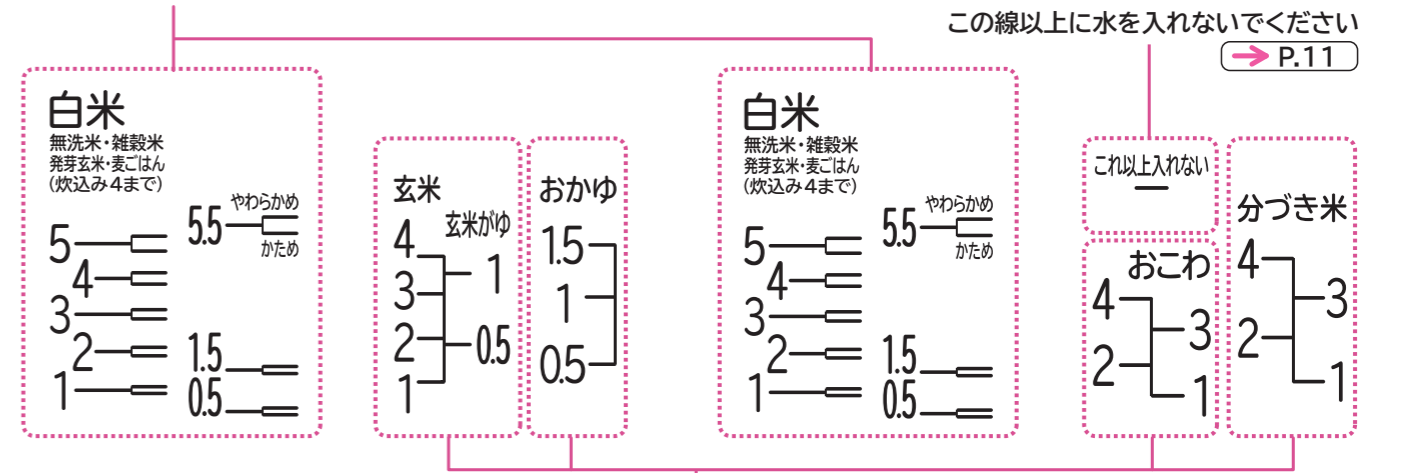 この線以上に水を入れないでください
P.11
白米
無洗米・雑穀米
発芽玄米・麦ごはん
(炊込み4まで)
5.5
やわらかめ
かため
5
4
3
2
1
1.5
0.5
玄米
玄米がゆ
4
3
2
1
1
0.5
おかゆ
1.5
1
0.5
白米
無洗米・雑穀米
発芽玄米・麦ごはん
(炊込み4まで)
5.5
やわらかめ
かため
5
4
3
2
1
1.5
0.5
これ以上入れない
おこわ
4
3
2
1
分づき米
4
3
2
1